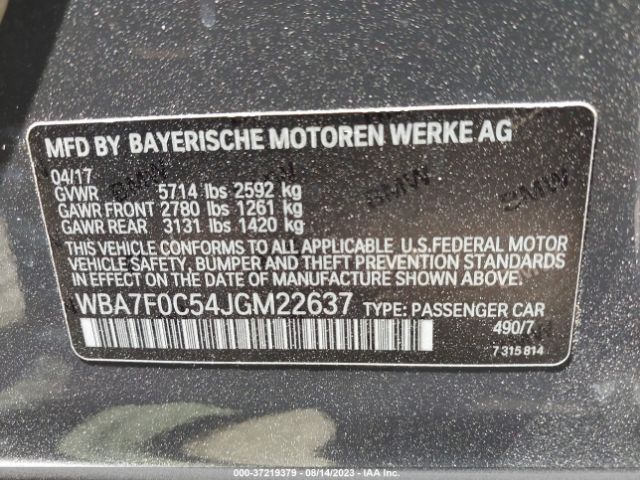 MFD BY BAYERISCHE MOTOREN WERKE AG
04/17
GVWR 5714 lbs 2592 kg
GAWR FRONT 2780 lbs 1261 kg
GAWR REAR 3131 lbs 1420 kg
THIS VEHICLE CONFORMS TO ALL APPLICABLE U.S.FEDERAL MOTOR
VEHICLE SAFETY, BUMPER AND THEFT PREVENTION STANDARDS
IN EFFECT ON THE DATE OF MANUFACTURE SHOWN ABOVE.
WBA7F0C54JGM22637 TYPE: PASSENGER CAR
490/7
7 315 814
BMW
BMW
BMW
000-37219379 - 08/14/2023 - IAA Inc.